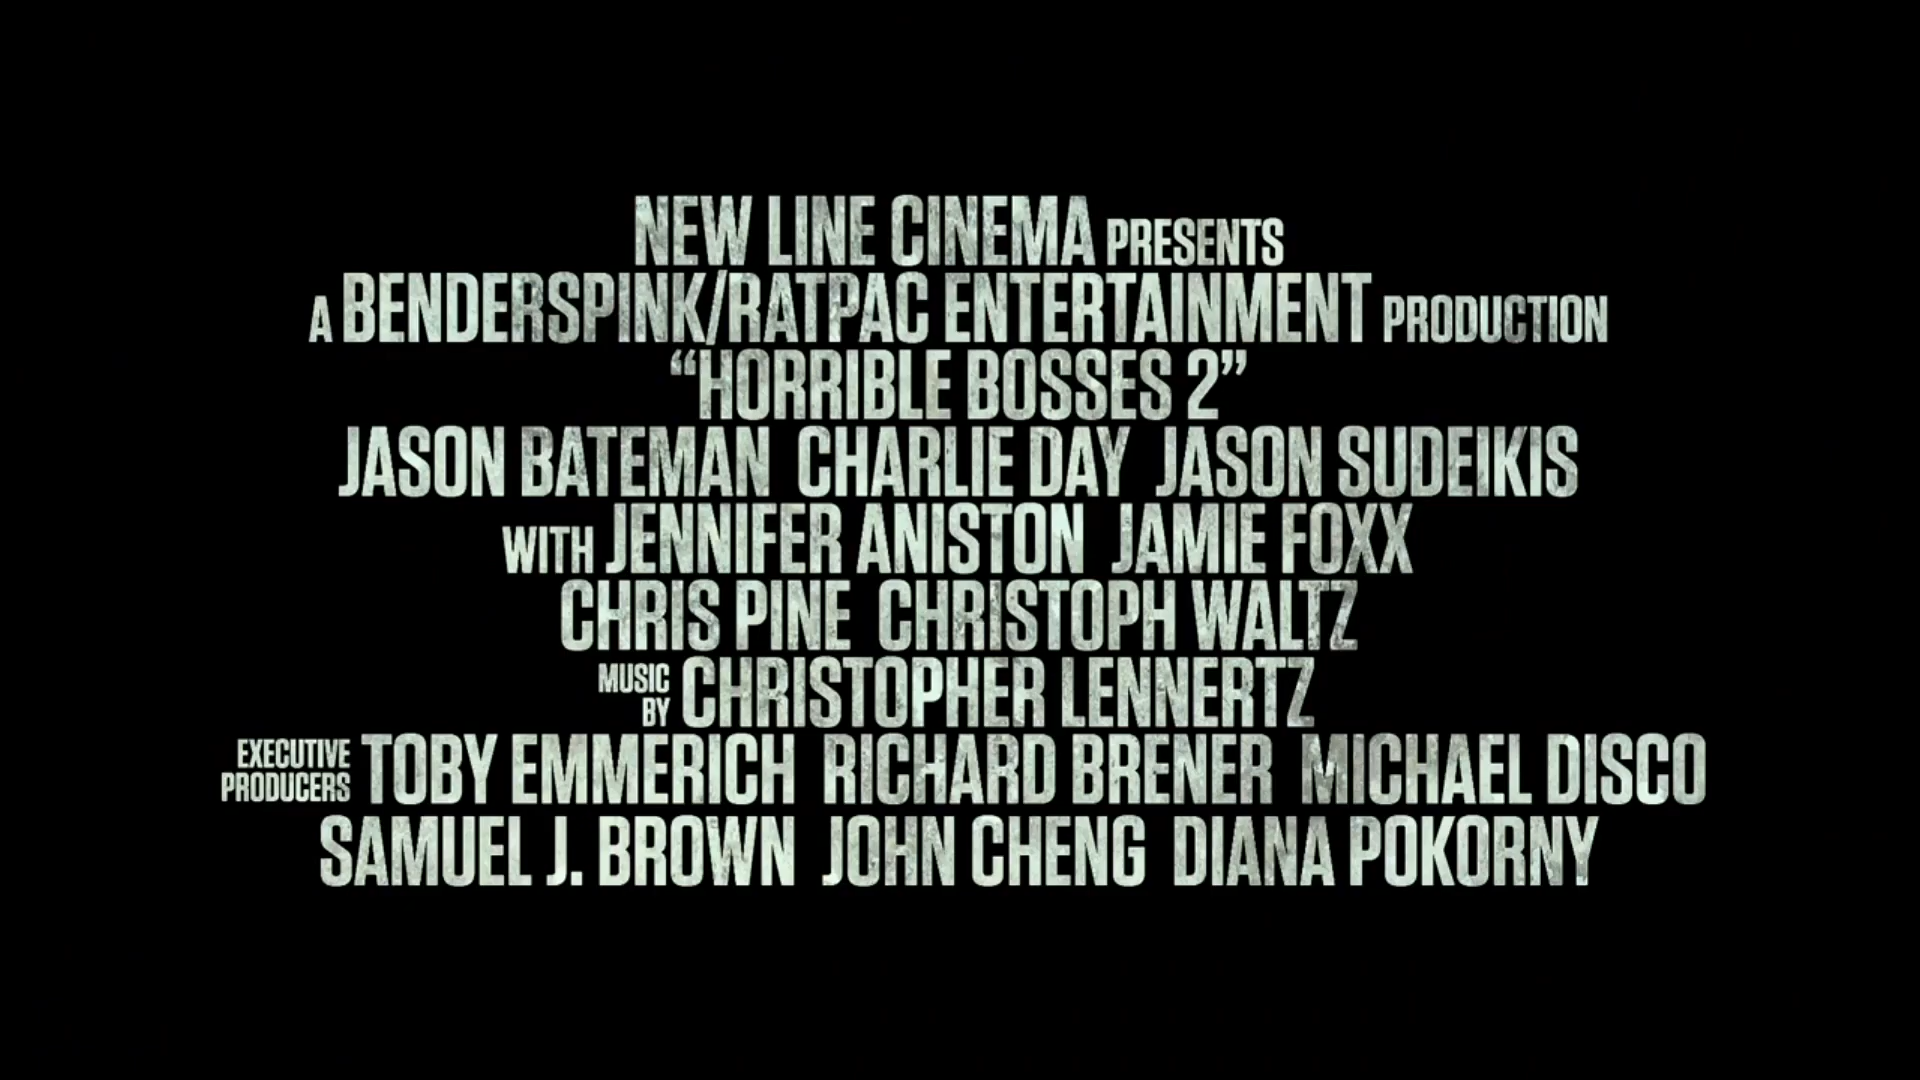 NEW LINE CINEMA PRESENTS
A BENDERSPINK/RATPAC ENTERTAINMENT PRODUCTION
“HORRIBLE BOSSES 2”
JASON BATEMAN CHARLIE DAY JASON SUDEIKIS
WITH JENNIFER ANISTON JAMIE FOXX
CHRIS PINE CHRISTOPH WALTZ
MUSIC BY CHRISTOPHER LENNERTZ
EXECUTIVE PRODUCERS TOBY EMMERICH RICHARD BRENER MICHAEL DISCO
SAMUEL J. BROWN JOHN CHENG DIANA POKORNY